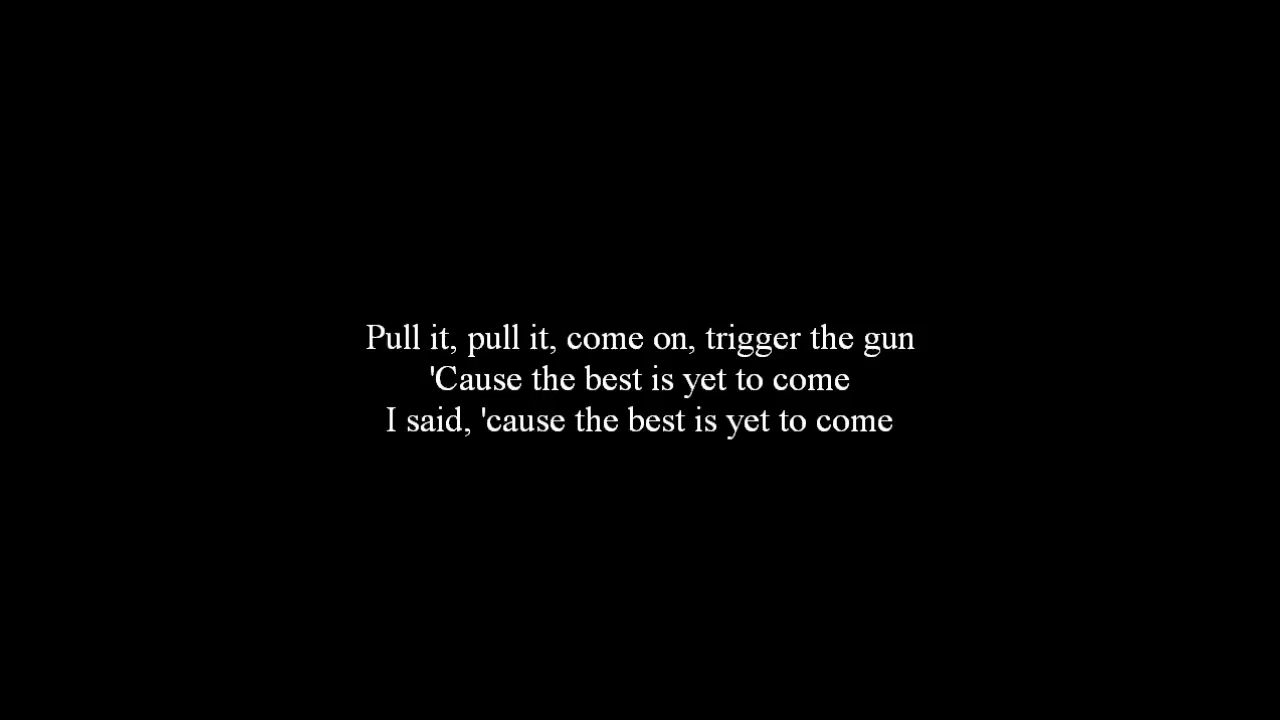 Pull it, pull it, come on, trigger the gun
'Cause the best is yet to come
I said, 'cause the best is yet to come